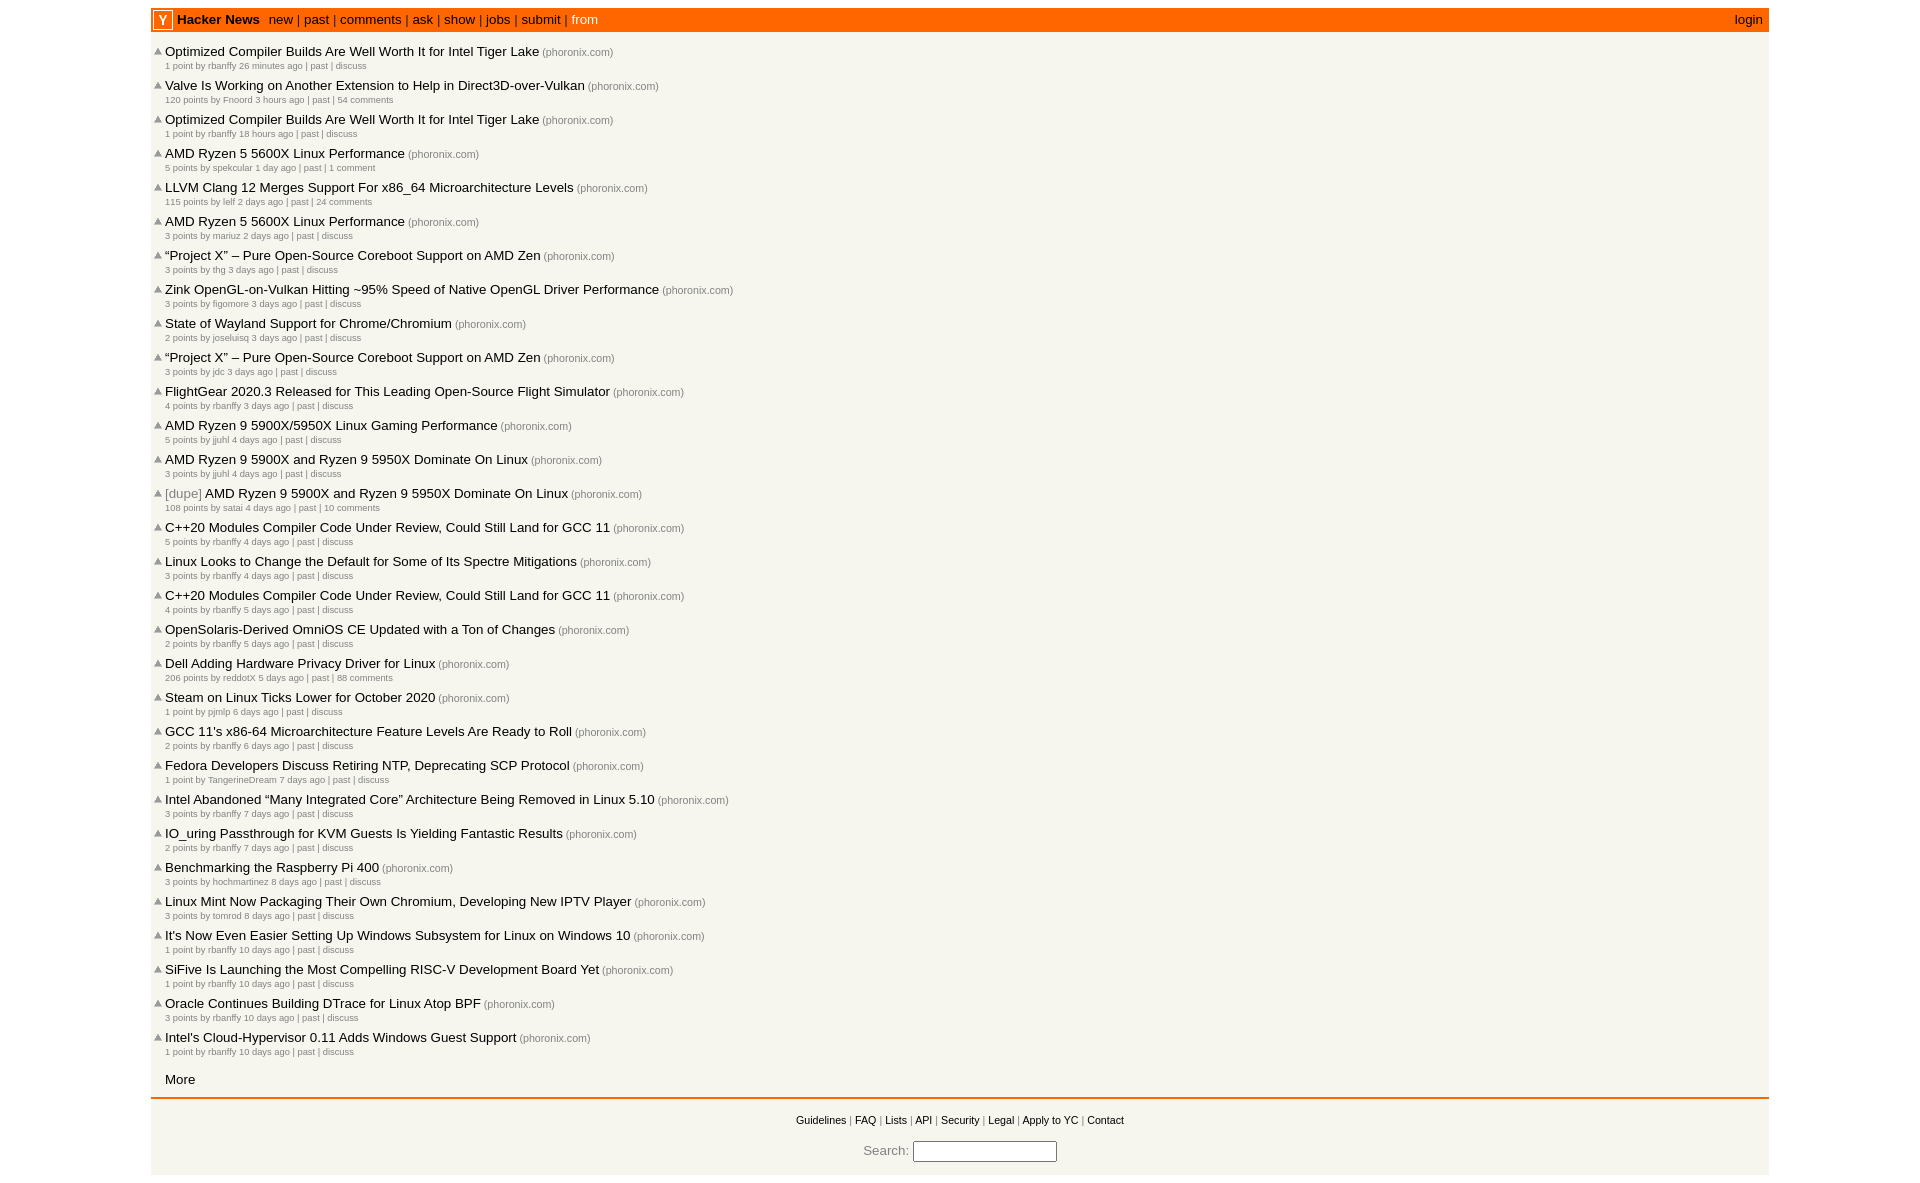 Y Hacker News new | past | comments | ask | show | jobs | submit | from login
Optimized Compiler Builds Are Well Worth It for Intel Tiger Lake (phoronix.com)
1 point by rbanffy 26 minutes ago | past | discuss
Valve Is Working on Another Extension to Help in Direct3D-over-Vulkan (phoronix.com)
120 points by Fnoord 3 hours ago | past | 54 comments
Optimized Compiler Builds Are Well Worth It for Intel Tiger Lake (phoronix.com)
1 point by rbanffy 18 hours ago | past | discuss
AMD Ryzen 5 5600X Linux Performance (phoronix.com)
5 points by spekcular 1 day ago | past | 1 comment
LLVM Clang 12 Merges Support For x86_64 Microarchitecture Levels (phoronix.com)
115 points by lelf 2 days ago | past | 24 comments
AMD Ryzen 5 5600X Linux Performance (phoronix.com)
3 points by mariuz 2 days ago | past | discuss
“Project X” – Pure Open-Source Coreboot Support on AMD Zen (phoronix.com)
3 points by thg 3 days ago | past | discuss
Zink OpenGL-on-Vulkan Hitting ~95% Speed of Native OpenGL Driver Performance (phoronix.com)
3 points by figomore 3 days ago | past | discuss
State of Wayland Support for Chrome/Chromium (phoronix.com)
2 points by joseluisq 3 days ago | past | discuss
“Project X” – Pure Open-Source Coreboot Support on AMD Zen (phoronix.com)
3 points by jdc 3 days ago | past | discuss
FlightGear 2020.3 Released for This Leading Open-Source Flight Simulator (phoronix.com)
4 points by rbanffy 3 days ago | past | discuss
AMD Ryzen 9 5900X/5950X Linux Gaming Performance (phoronix.com)
5 points by jjuhl 4 days ago | past | discuss
AMD Ryzen 9 5900X and Ryzen 9 5950X Dominate On Linux (phoronix.com)
3 points by jjuhl 4 days ago | past | discuss
[dupe] AMD Ryzen 9 5900X and Ryzen 9 5950X Dominate On Linux (phoronix.com)
108 points by satai 4 days ago | past | 10 comments
C++20 Modules Compiler Code Under Review, Could Still Land for GCC 11 (phoronix.com)
5 points by rbanffy 4 days ago | past | discuss
Linux Looks to Change the Default for Some of Its Spectre Mitigations (phoronix.com)
3 points by rbanffy 4 days ago | past | discuss
C++20 Modules Compiler Code Under Review, Could Still Land for GCC 11 (phoronix.com)
4 points by rbanffy 5 days ago | past | discuss
OpenSolaris-Derived OmniOS CE Updated with a Ton of Changes (phoronix.com)
2 points by rbanffy 5 days ago | past | discuss
Dell Adding Hardware Privacy Driver for Linux (phoronix.com)
206 points by reddotX 5 days ago | past | 88 comments
Steam on Linux Ticks Lower for October 2020 (phoronix.com)
1 point by pjmlp 6 days ago | past | discuss
GCC 11's x86-64 Microarchitecture Feature Levels Are Ready to Roll (phoronix.com)
2 points by rbanffy 6 days ago | past | discuss
Fedora Developers Discuss Retiring NTP, Deprecating SCP Protocol (phoronix.com)
1 point by TangerineDream 7 days ago | past | discuss
Intel Abandoned “Many Integrated Core” Architecture Being Removed in Linux 5.10 (phoronix.com)
3 points by rbanffy 7 days ago | past | discuss
IO_uring Passthrough for KVM Guests Is Yielding Fantastic Results (phoronix.com)
2 points by rbanffy 7 days ago | past | discuss
Benchmarking the Raspberry Pi 400 (phoronix.com)
3 points by hochmartinez 8 days ago | past | discuss
Linux Mint Now Packaging Their Own Chromium, Developing New IPTV Player (phoronix.com)
3 points by tomrod 8 days ago | past | discuss
It's Now Even Easier Setting Up Windows Subsystem for Linux on Windows 10 (phoronix.com)
1 point by rbanffy 10 days ago | past | discuss
SiFive Is Launching the Most Compelling RISC-V Development Board Yet (phoronix.com)
1 point by rbanffy 10 days ago | past | discuss
Oracle Continues Building DTrace for Linux Atop BPF (phoronix.com)
3 points by rbanffy 10 days ago | past | discuss
Intel's Cloud-Hypervisor 0.11 Adds Windows Guest Support (phoronix.com)
1 point by rbanffy 10 days ago | past | discuss
More
Guidelines | FAQ | Lists | API | Security | Legal | Apply to YC | Contact
Search: